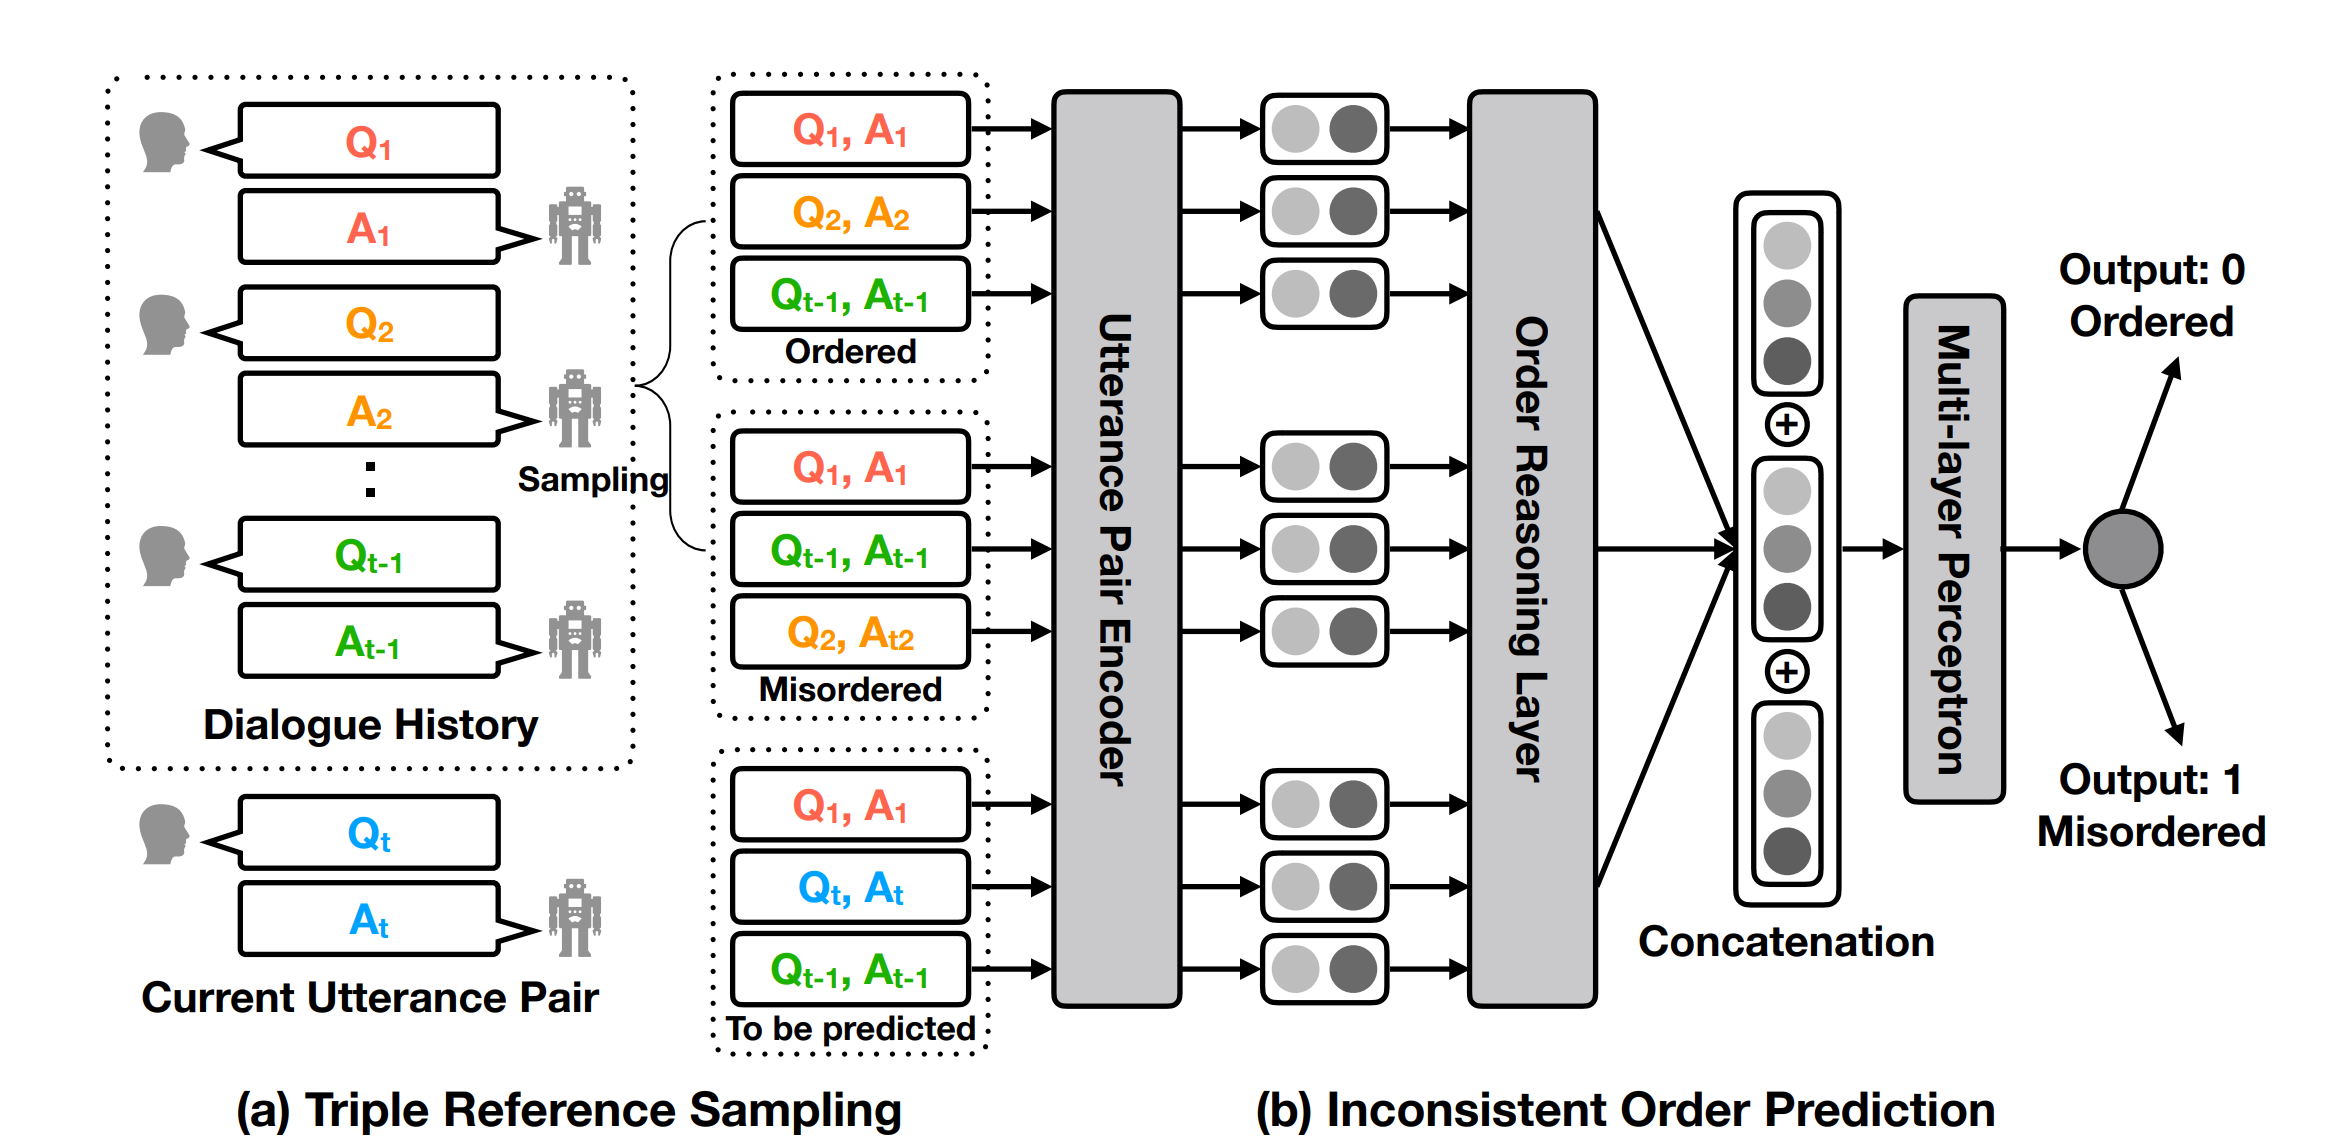 Q1
A1
Q2
A2
Qt-1
At-1
Dialogue History
Qt
At
Current Utterance Pair
Sampling
Q1, A1
Q2, A2
Qt-1, At-1
Ordered
Q1, A1
Qt-1, At-1
Q2, At2
Misordered
Q1, A1
Qt, At
Qt-1, At-1
To be predicted
Utterance Pair Encoder
Order Reasoning Layer
+
+
Concatenation
Multi-layer Perceptron
Output: 0
Ordered
Output: 1
Misordered
(a) Triple Reference Sampling
(b) Inconsistent Order Prediction